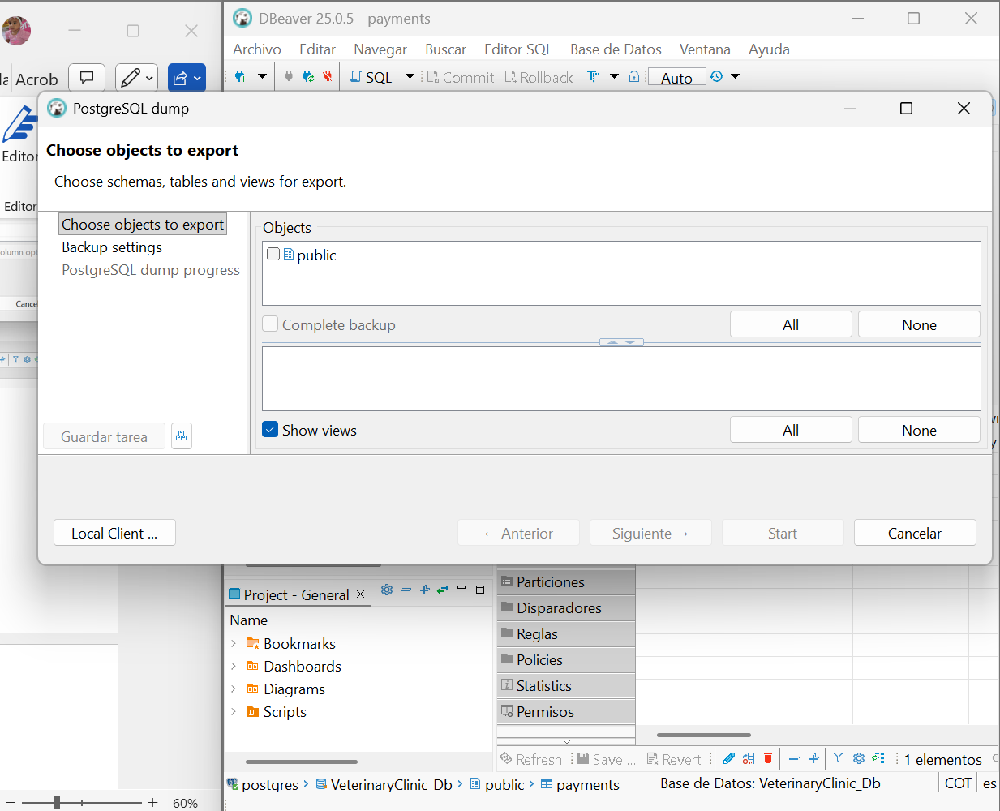 DBeaver 25.0.5 - payments
Archivo Editar Navegar Buscar Editor SQL Base de Datos Ventana Ayuda
Acrob
SQL Commit Rollback Auto
PostgreSQL dump
Editor
Choose objects to export
Choose schemas, tables and views for export.
Editor
Choose objects to export
Backup settings
PostgreSQL dump progress
Objects
public
Cancel
Complete backup
All None
Show views
All None
Guardar tarea
Local Client ...
← Anterior Siguiente → Start Cancelar
Project - General
Name
Bookmarks
Dashboards
Diagrams
Scripts
Particiones
Disparadores
Reglas
Policies
Statistics
Permisos
Refresh Save ... Revert 1 elementos
postgres VeterinaryClinic_Db public payments Base de Datos: VeterinaryClinic_Db COT es
60%